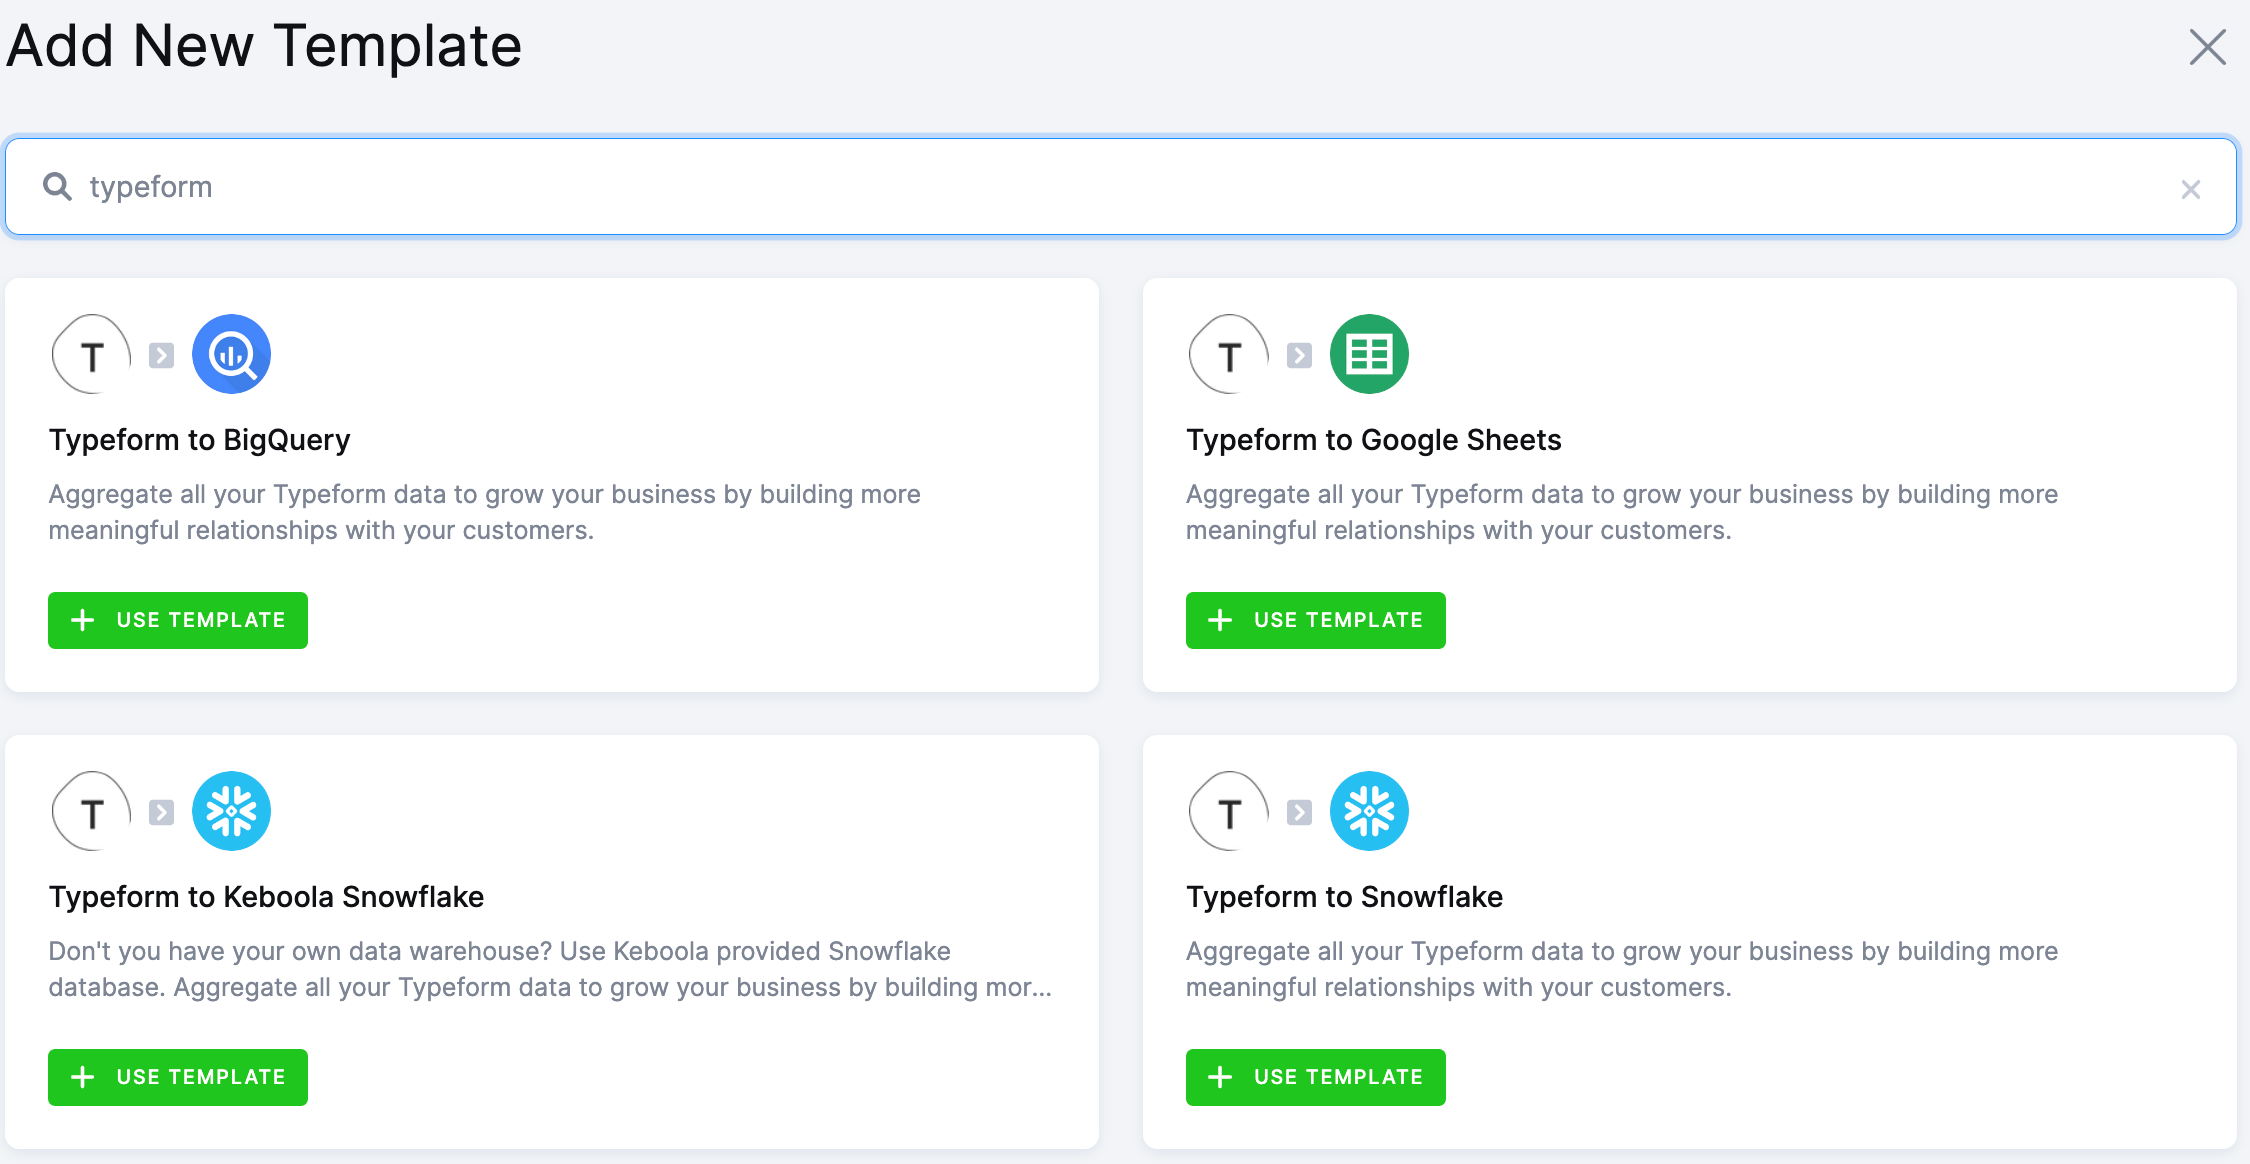 Add New Template
typeform
T
Typeform to BigQuery
Aggregate all your Typeform data to grow your business by building more
meaningful relationships with your customers.
USE TEMPLATE
T
Typeform to Google Sheets
Aggregate all your Typeform data to grow your business by building more
meaningful relationships with your customers.
USE TEMPLATE
T
Typeform to Keboola Snowflake
Don't you have your own data warehouse? Use Keboola provided Snowflake
database. Aggregate all your Typeform data to grow your business by building mor...
USE TEMPLATE
T
Typeform to Snowflake
Aggregate all your Typeform data to grow your business by building more
meaningful relationships with your customers.
USE TEMPLATE